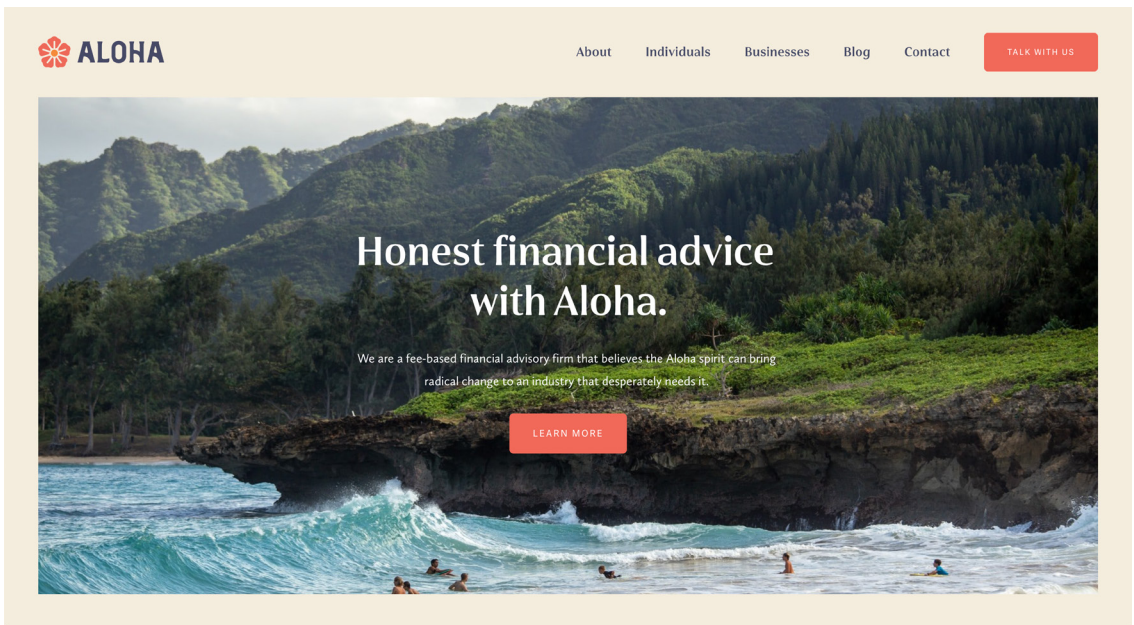 ALOHA
About
Individuals
Businesses
Blog
Contact
TALK WITH US
Honest financial advice
with Aloha.
We are a fee-based financial advisory firm that believes the Aloha spirit can bring
radical change to an industry that desperately needs it.
LEARN MORE